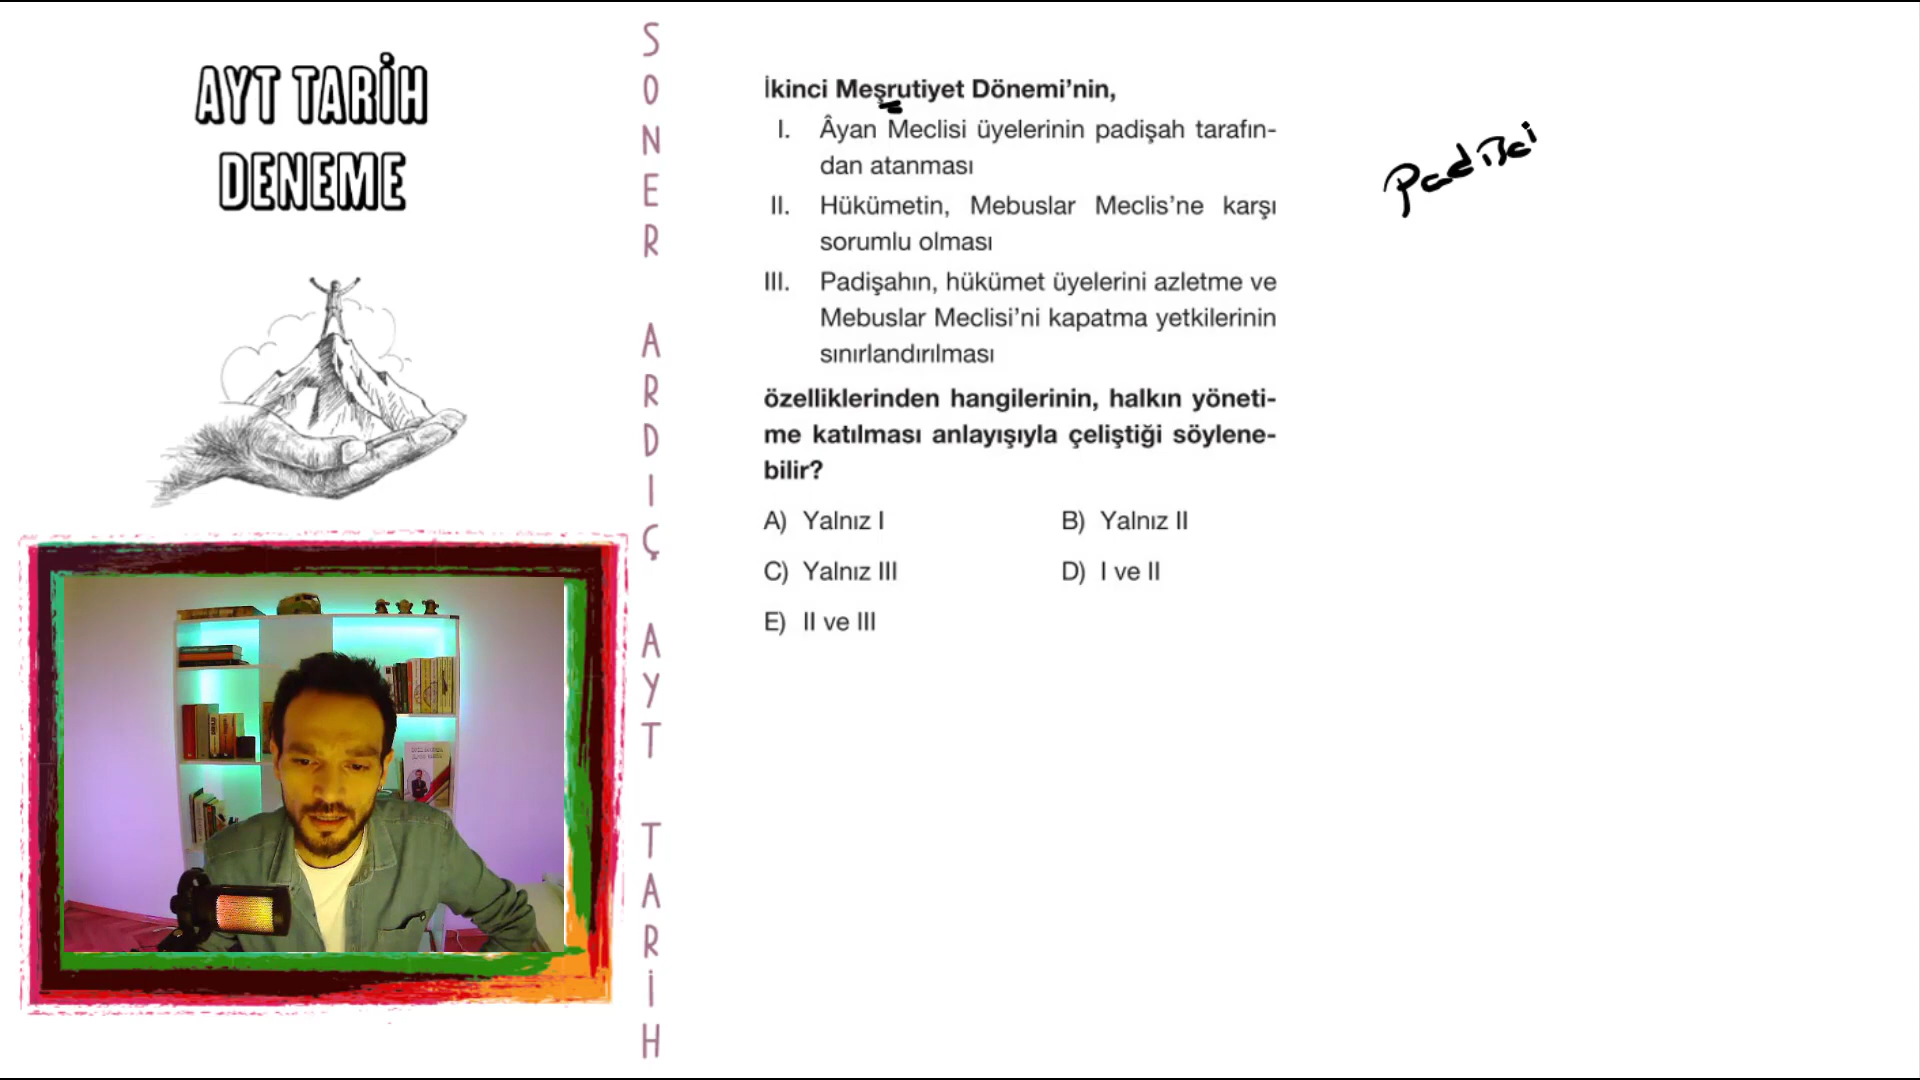 AYT TARİH
DENEME
SONER ARDIÇ AYT TARİH
İkinci Meşrutiyet Dönemi’nin,
I. Âyan Meclisi üyelerinin padişah tarafın-
dan atanması
II. Hükümetin, Mebuslar Meclis’ne karşı
sorumlu olması
III. Padişahın, hükümet üyelerini azletme ve
Mebuslar Meclisi’ni kapatma yetkilerinin
sınırlandırılması
özelliklerinden hangilerinin, halkın yöneti-
me katılması anlayışıyla çeliştiği söylene-
bilir?
A) Yalnız I
B) Yalnız II
C) Yalnız III
D) I ve II
E) II ve III